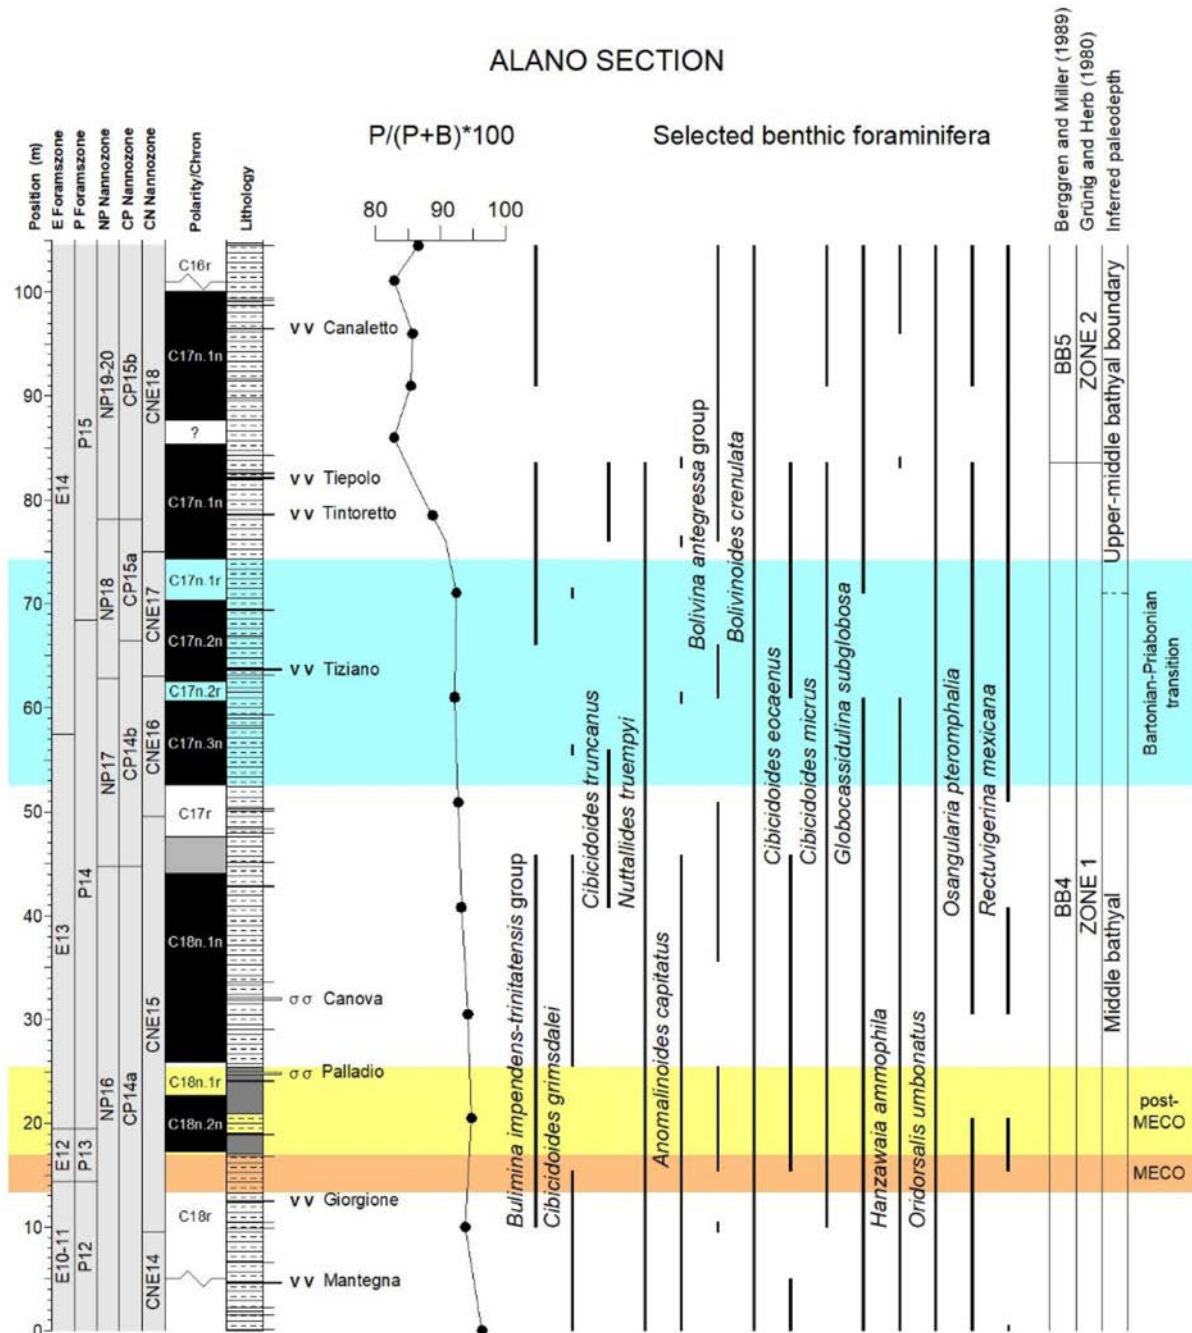 ALANO SECTION
P/(P+B)*100
Selected benthic foraminifera
Position (m)
E Foramszone
P Foramszone
NP Nannozone
CP Nannozone
CN Nannozone
Polarity/Chron
Lithology
80 90 100
Berggren and Miller (1989)
Grünig and Herb (1980)
Inferred paleodepth
100
90
80
70
60
50
40
30
20
10
0
E14
E13
E12
E10-11
P15
P14
P13
P12
NP19-20
NP18
NP17
NP16
CP15b
CP15a
CP14b
CP14a
CNE18
CNE17
CNE16
CNE15
CNE14
C16r
C17n.1n
?
C17n.1n
C17n.1r
C17n.2n
C17n.2r
C17n.3n
C17r
C18n.1n
C18n.1r
C18n.2n
C18r
V V Canaletto
V V Tiepolo
V V Tintoretto
V V Tiziano
σσ Canova
σσ Palladio
V V Giorgione
V V Mantegna
Bulimina impendens-trinitatensis group
Cibicidoides grimsdalei
Cibicidoides truncanus
Nuttallides truempyi
Anomalinoides capitatus
Bolivina antegressa group
Bolivinoides crenulata
Cibicidoides eocaenus
Cibicidoides micrus
Globocassidulina subglobosa
Hanzawaia ammophila
Oridorsalis umbonatus
Osangularia pteromphalia
Rectuvigerina mexicana
BB5
BB4
ZONE 2
ZONE 1
Upper-middle bathyal boundary
Middle bathyal
Bartonian-Priabonian
transition
post-
MECO
MECO